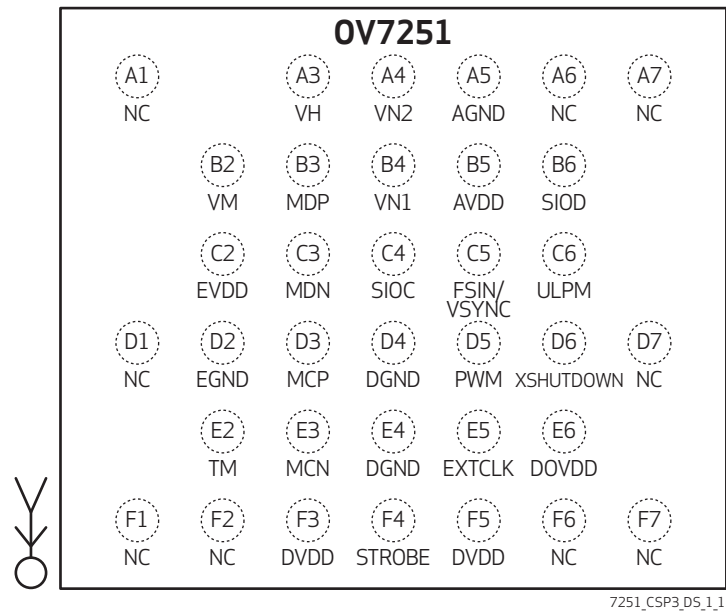 OV7251
A1 A3 A4 A5 A6 A7
NC VH VN2 AGND NC NC
B2 B3 B4 B5 B6
VM MDP VN1 AVDD SIOD
C2 C3 C4 C5 C6
EVDD MDN SIOC FSIN/ ULPM
VSYNC
D1 D2 D3 D4 D5 D6 D7
NC EGND MCP DGND PWM XSHUTDOWN NC
E2 E3 E4 E5 E6
TM MCN DGND EXTCLK DOVDD
F1 F2 F3 F4 F5 F6 F7
NC NC DVDD STROBE DVDD NC NC
7251_CSP3_DS_1_1